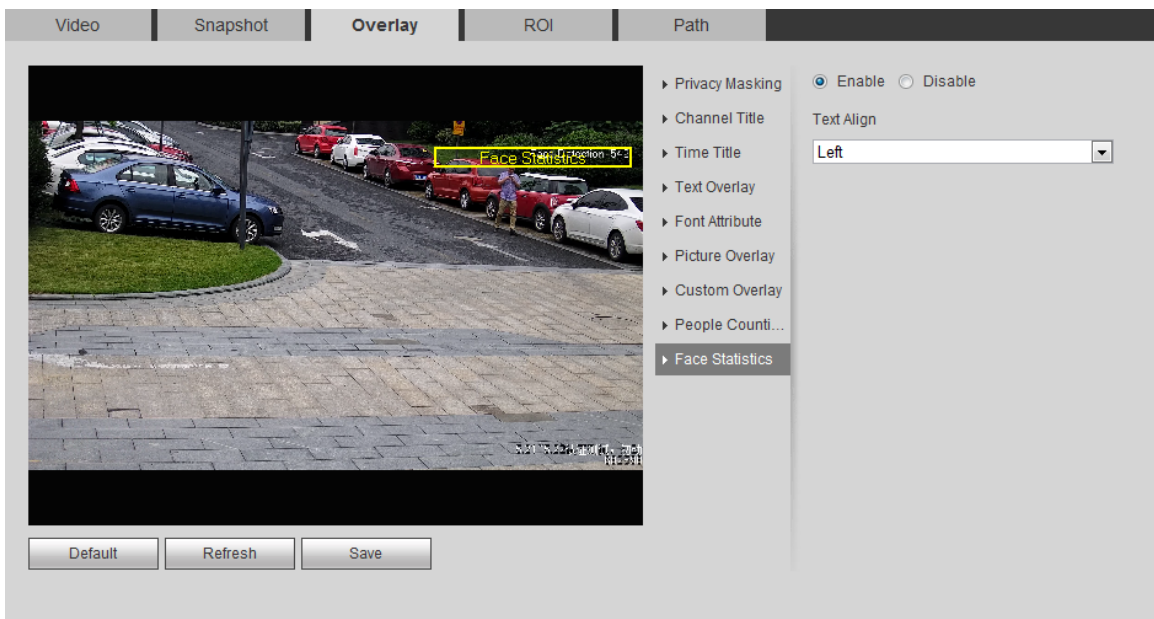 Video Snapshot Overlay ROI Path
Privacy Masking
Channel Title
Time Title
Text Overlay
Font Attribute
Picture Overlay
Custom Overlay
People Counti...
Face Statistics
Enable Disable
Text Align
Left
Face Statistics
Default Refresh Save